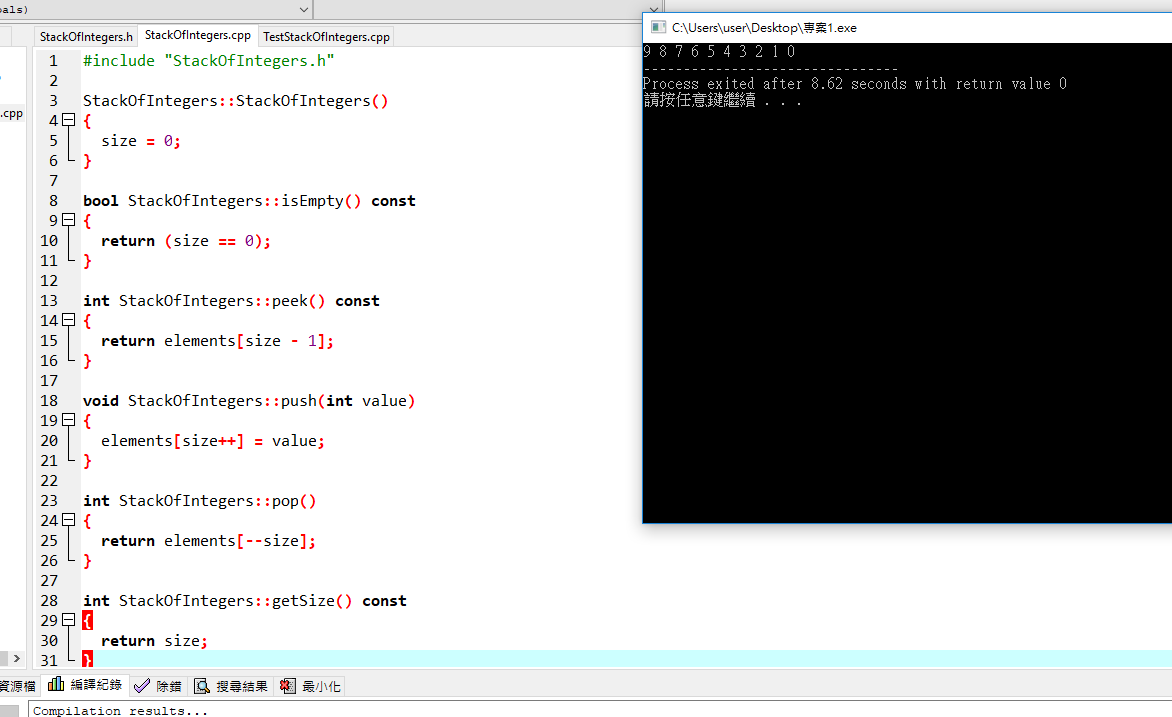 bals)
StackOfIntegers.h StackOfIntegers.cpp TestStackOfIntegers.cpp
.cpp
1 #include "StackOfIntegers.h"
2
3 StackOfIntegers::StackOfIntegers()
4 {
5 size = 0;
6 }
7
8 bool StackOfIntegers::isEmpty() const
9 {
10 return (size == 0);
11 }
12
13 int StackOfIntegers::peek() const
14 {
15 return elements[size - 1];
16 }
17
18 void StackOfIntegers::push(int value)
19 {
20 elements[size++] = value;
21 }
22
23 int StackOfIntegers::pop()
24 {
25 return elements[--size];
26 }
27
28 int StackOfIntegers::getSize() const
29 {
30 return size;
31 }
C:\Users\user\Desktop\專案1.exe
9 8 7 6 5 4 3 2 1 0
--------------------------------
Process exited after 8.62 seconds with return value 0
請按任意鍵繼續 . . .
資源檔 編譯紀錄 除錯 搜尋結果 最小化
Compilation results...